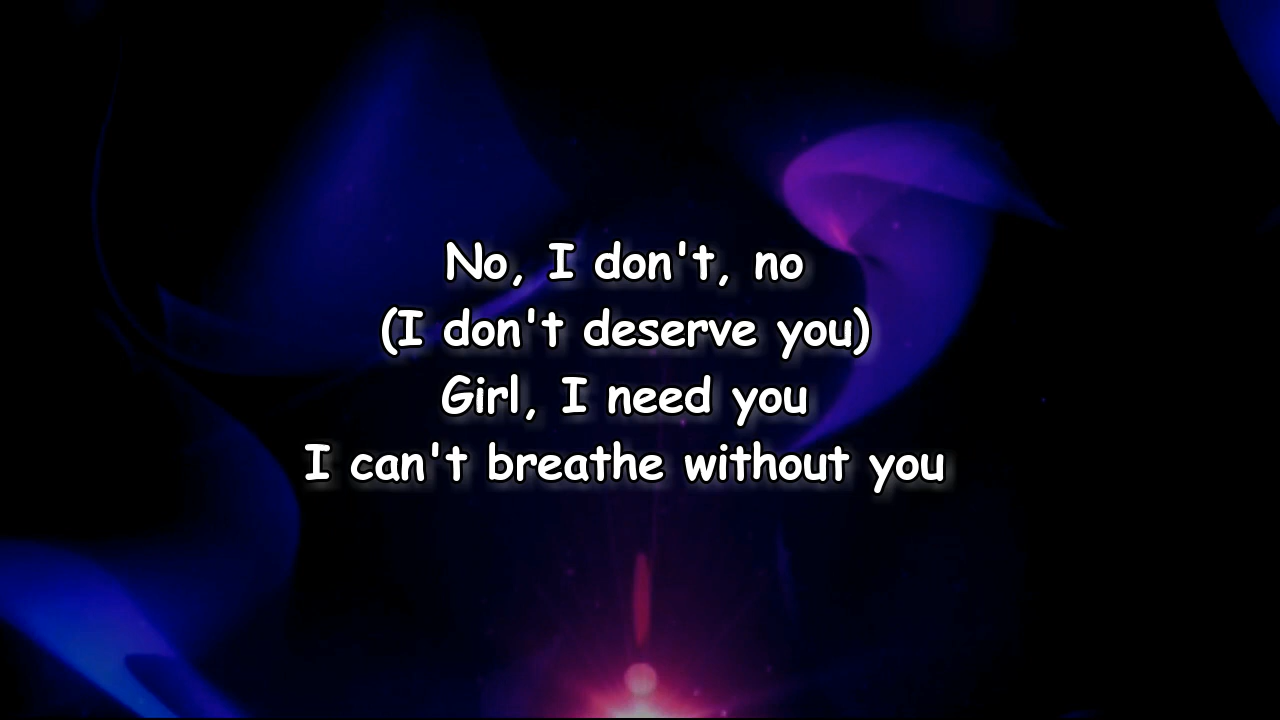 No, I don't, no
(I don't deserve you)
Girl, I need you
I can't breathe without you